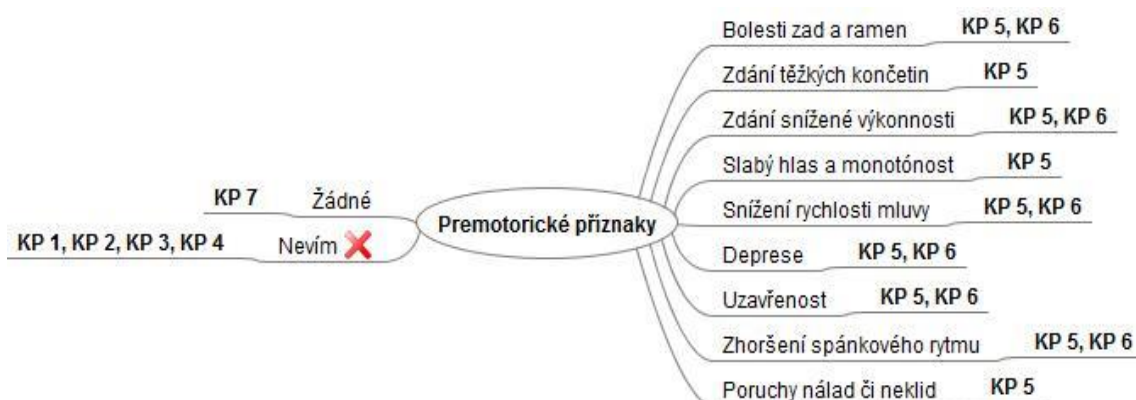 Bolesti zad a ramen KP 5, KP 6
Zdání těžkých končetin KP 5
Zdání snížené výkonnosti KP 5, KP 6
Slabý hlas a monotónost KP 5
KP 7 Žádné
Premotorické příznaky
Snížení rychlosti mluvy KP 5, KP 6
KP 1, KP 2, KP 3, KP 4 Nevím
Deprese KP 5, KP 6
Uzavřenost KP 5, KP 6
Zhoršení spánkového rytmu KP 5, KP 6
Poruchy nálad či neklid KP 5